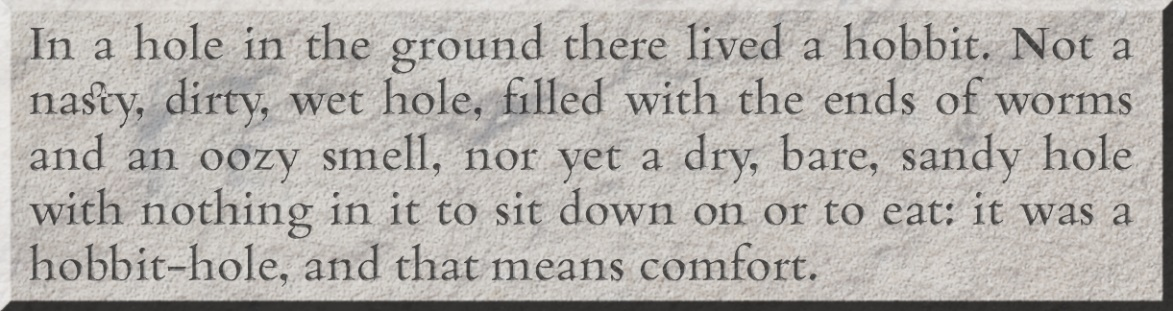 In a hole in the ground there lived a hobbit. Not a
nasty, dirty, wet hole, filled with the ends of worms
and an oozy smell, nor yet a dry, bare, sandy hole
with nothing in it to sit down on or to eat: it was a
hobbit-hole, and that means comfort.